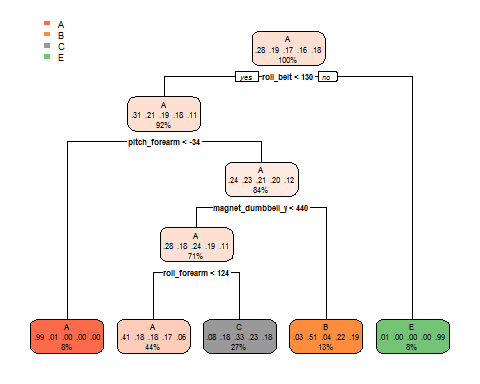 A
B
C
E
A
.28 .19 .17 .16 .18
100%
yes roll_belt < 130 no
A
.31 .21 .19 .18 .11
92%
pitch_forearm < -34
A
.24 .23 .21 .20 .12
84%
magnet_dumbbell_y < 440
A
.28 .18 .24 .19 .11
71%
roll_forearm < 124
A
.99 .01 .00 .00 .00
8%
A
.41 .18 .18 .17 .06
44%
C
.08 .18 .33 .23 .18
27%
B
.03 .51 .04 .22 .19
13%
E
.01 .00 .00 .00 .99
8%